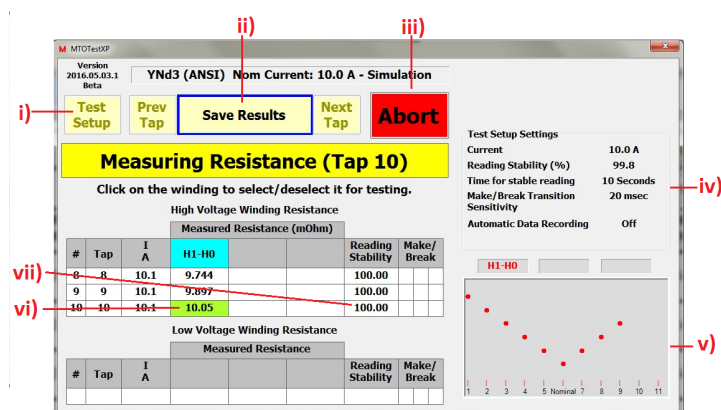 ii)
iii)
M MTOTestXP
Version
2016.05.03.1
Beta
YNd3 (ANSI) Nom Current: 10.0 A - Simulation
i)
Test
Setup
Prev
Tap
Save Results
Next
Tap
Abort
Measuring Resistance (Tap 10)
Click on the winding to select/deselect it for testing.
High Voltage Winding Resistance
Measured Resistance (mOhm)
# Tap I A H1-H0 Reading Stability Make/ Break
8 8 10.1 9.744 100.00
9 9 10.1 9.897 100.00
10 10 10.1 10.05 100.00
vii)
vi)
Low Voltage Winding Resistance
Measured Resistance
# Tap I A Reading Stability Make/ Break
Test Setup Settings
Current 10.0 A
Reading Stability (%) 99.8
Time for stable reading 10 Seconds
Make/Break Transition 20 msec
Sensitivity
Automatic Data Recording Off
iv)
H1-H0
v)
1 2 3 4 5 Nominal 7 8 9 10 11